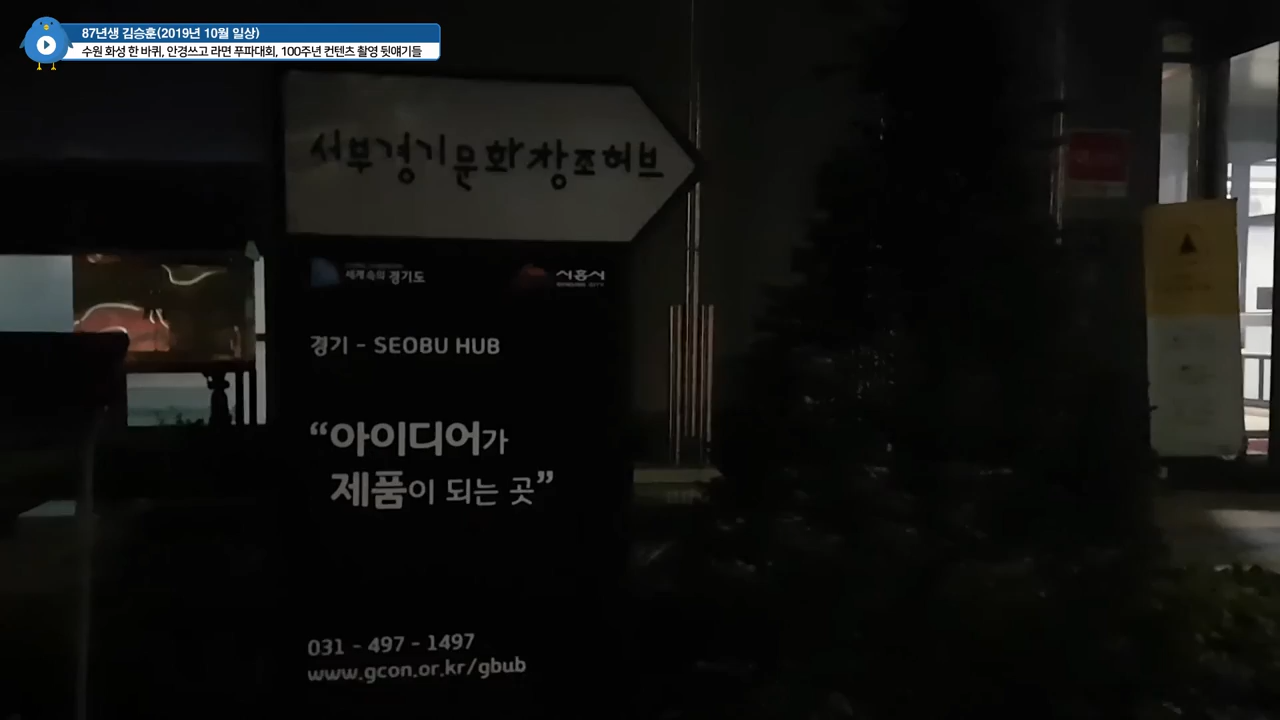 87년생 김승훈(2019년 10월 일상)
수원 화성 한 바퀴, 안경쓰고 라면 푸파대회, 100주년 컨텐츠 촬영 뒷얘기들
서부경기문화창조허브
세계속의 경기도
시흥시
경기 - SEOBU HUB
“아이디어가
제품이 되는 곳”
031 - 497 - 1497
www.gcon.or.kr/gbub